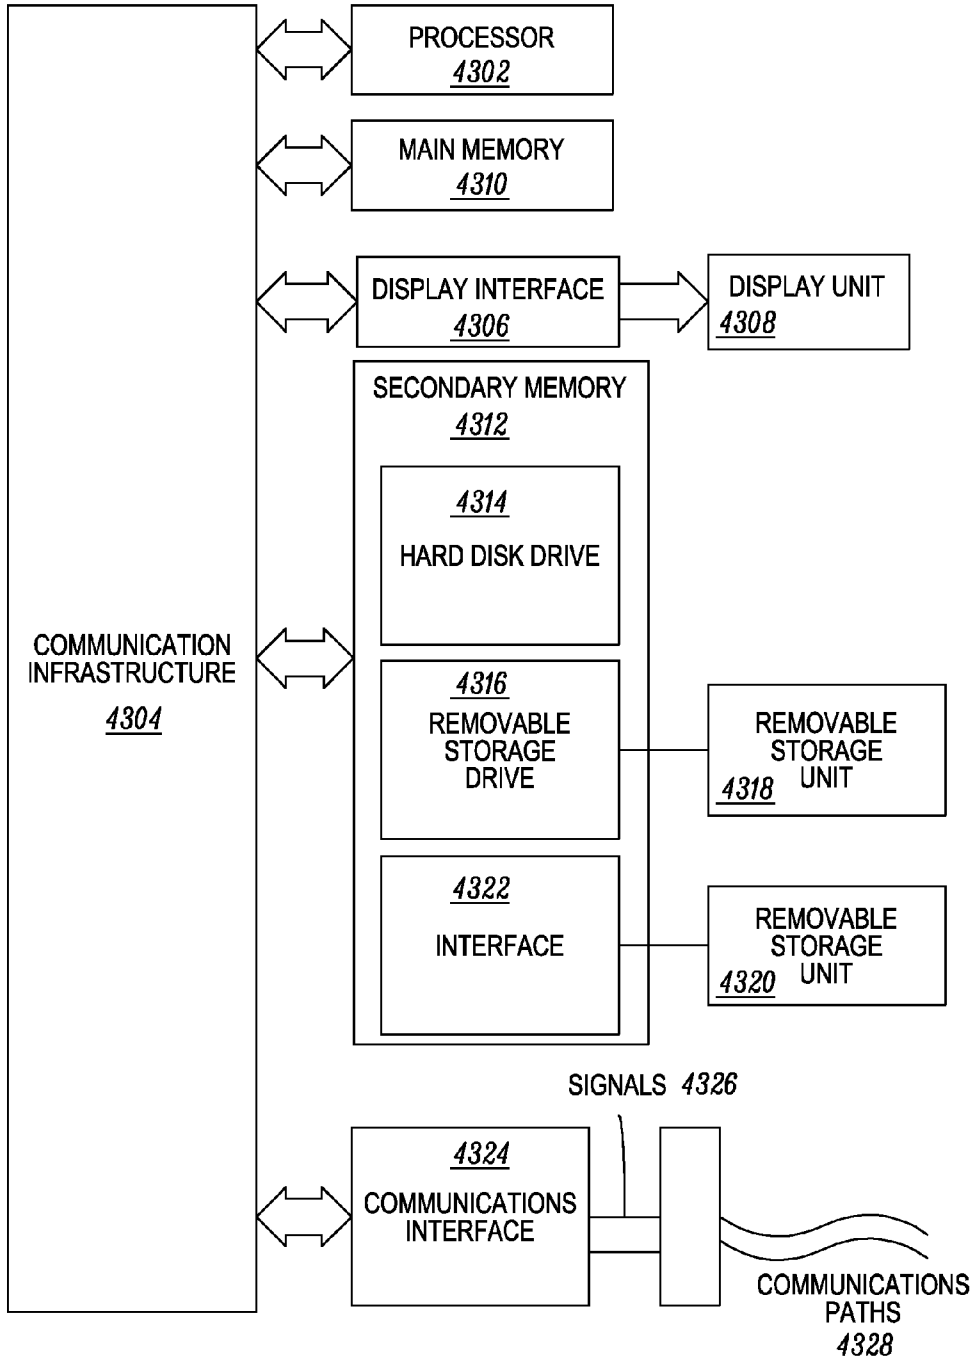 PROCESSOR
4302
MAIN MEMORY
4310
DISPLAY INTERFACE
4306
DISPLAY UNIT
4308
SECONDARY MEMORY
4312
4314
HARD DISK DRIVE
COMMUNICATION
INFRASTRUCTURE
4304
4316
REMOVABLE
STORAGE
DRIVE
REMOVABLE
STORAGE
UNIT
4318
4322
INTERFACE
REMOVABLE
STORAGE
UNIT
4320
SIGNALS 4326
4324
COMMUNICATIONS
INTERFACE
COMMUNICATIONS
PATHS
4328